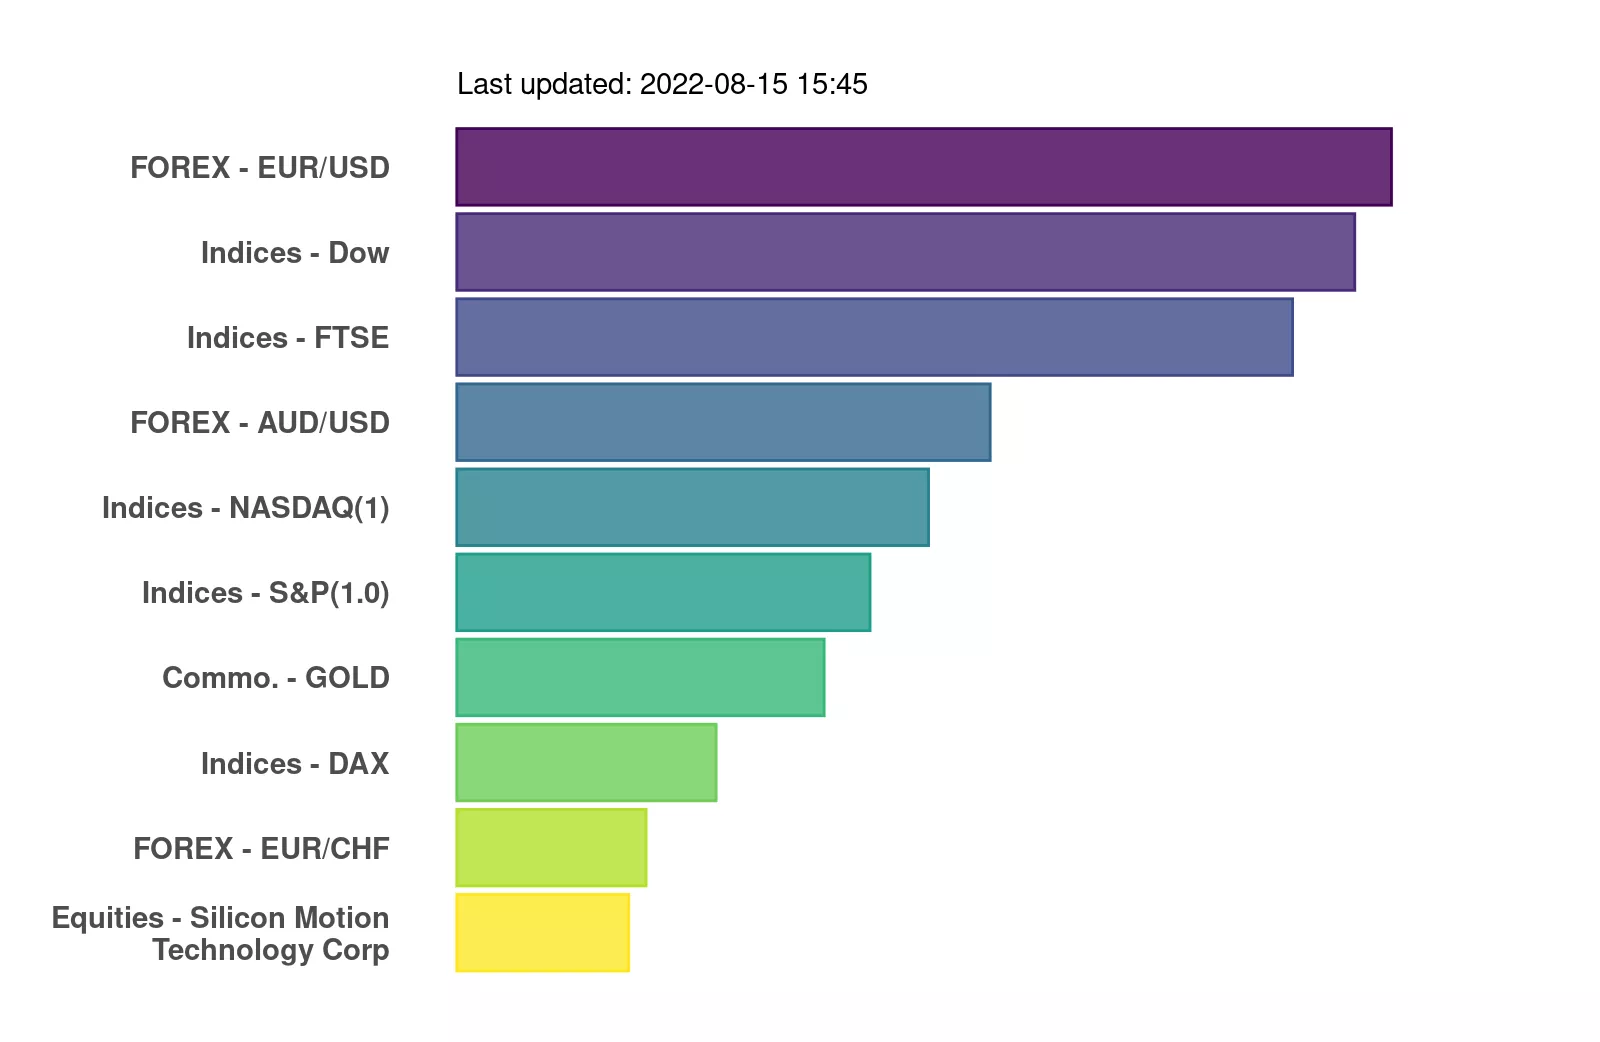 Last updated: 2022-08-15 15:45
FOREX - EUR/USD
Indices - Dow
Indices - FTSE
FOREX - AUD/USD
Indices - NASDAQ(1)
Indices - S&P(1.0)
Commo. - GOLD
Indices - DAX
FOREX - EUR/CHF
Equities - Silicon Motion
Technology Corp